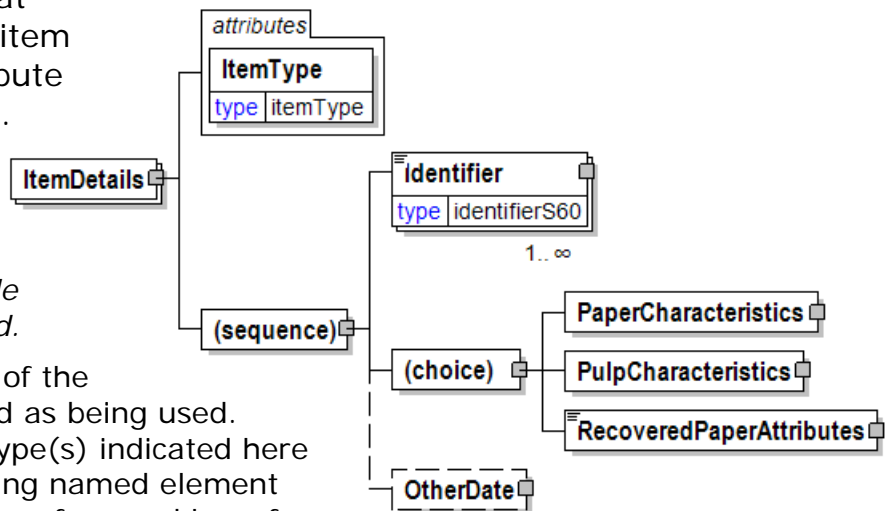 at
item
bute
.
attributes
ItemType
type itemType
ItemDetails
Identifier
type identifierS60
1.. ∞
le
d.
(sequence)
PaperCharacteristics
of the
(choice)
PulpCharacteristics
d as being used.
ype(s) indicated here
RecoveredPaperAttributes
ing named element
OtherDate